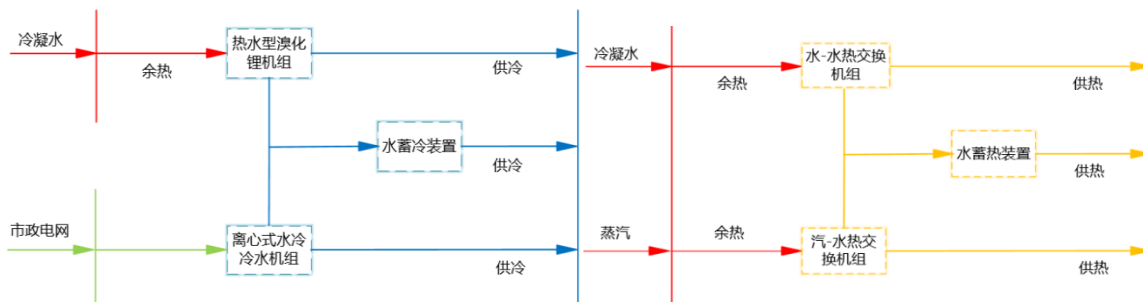 冷凝水
余热
热水型溴化
锂机组
供冷
水蓄冷装置
供冷
市政电网
离心式水冷
冷水机组
供冷
冷凝水
余热
水-水热交换
机组
供热
水蓄热装置
供热
蒸汽
余热
汽-水热交
换机组
供热